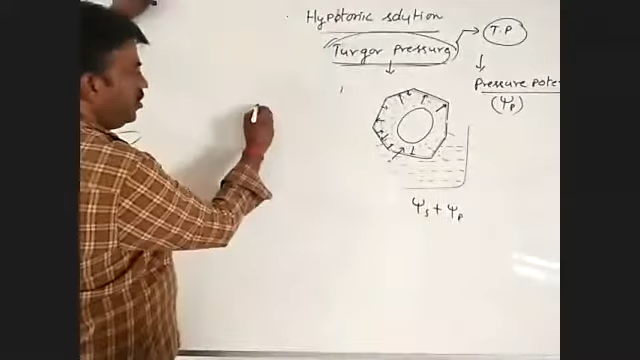 Hypotonic solution
Turgor pressure → T.P
pressure pote
(Ψp)
Ψs + Ψp